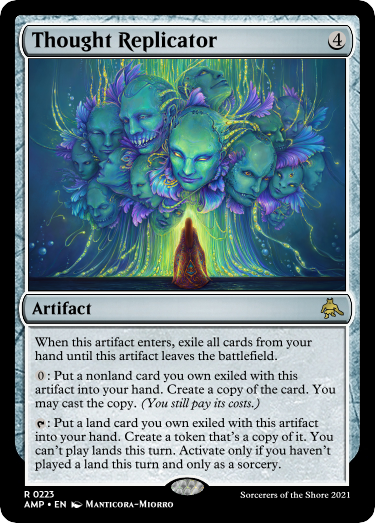 Thought Replicator 4
Artifact
When this artifact enters, exile all cards from your
hand until this artifact leaves the battlefield.
0: Put a nonland card you own exiled with this
artifact into your hand. Create a copy of the card. You
may cast the copy. (You still pay its costs.)
: Put a land card you own exiled with this artifact
into your hand. Create a token that's a copy of it. You
can't play lands this turn. Activate only if you haven't
played a land this turn and only as a sorcery.
R 0223
AMP • EN Manticora-Miorro
Sorcerers of the Shore 2021